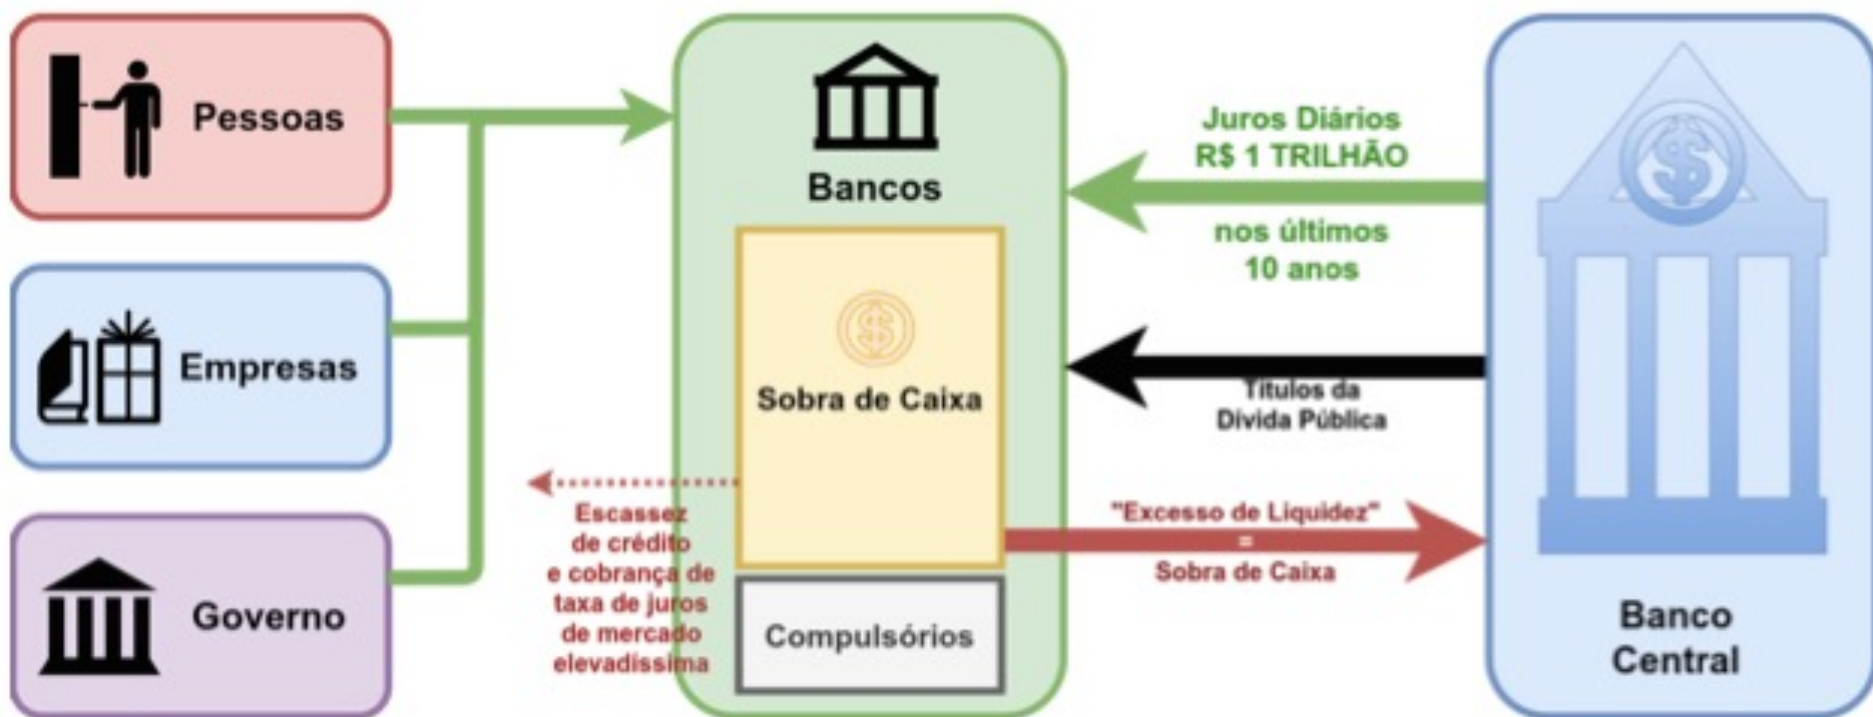 Pessoas
Empresas
Governo
Bancos
Sobra de Caixa
Compulsórios
Escassez
de crédito
e cobrança de
taxa de juros
de mercado
elevadíssima
Juros Diários
R$ 1 TRILHÃO
nos últimos
10 anos
Títulos da
Dívida Pública
"Excesso de Liquidez"
=
Sobra de Caixa
Banco
Central